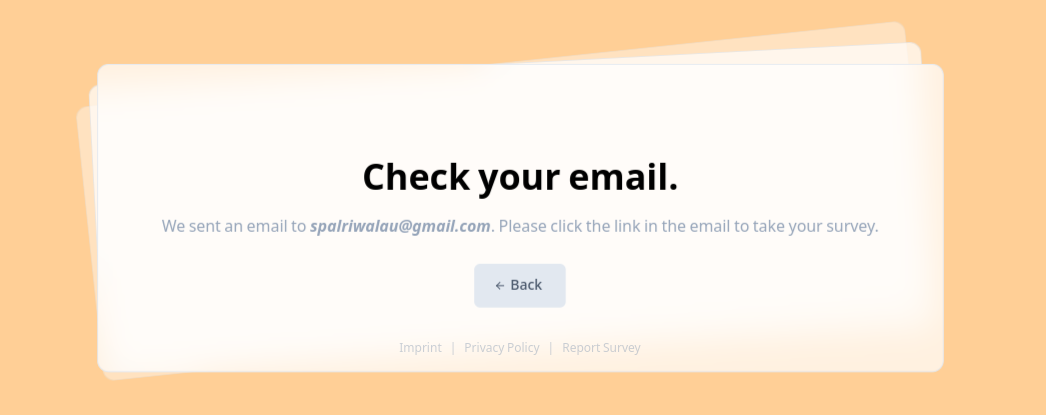 Check your email.
We sent an email to spalriwalau@gmail.com. Please click the link in the email to take your survey.
← Back
Imprint | Privacy Policy | Report Survey